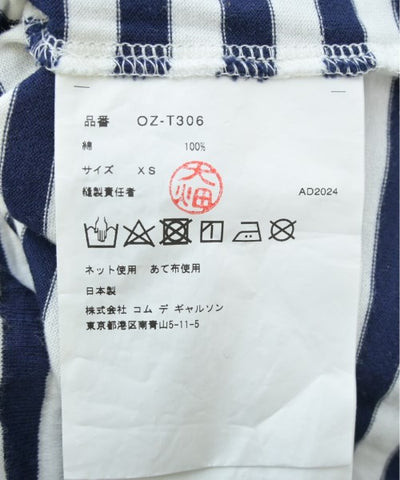 品番 OZ-T306
綿 100%
サイズ XS
縫製責任者 大畑 AD2024
ネット使用 あて布使用
日本製
株式会社 コム デ ギャルソン
東京都港区南青山5-11-5